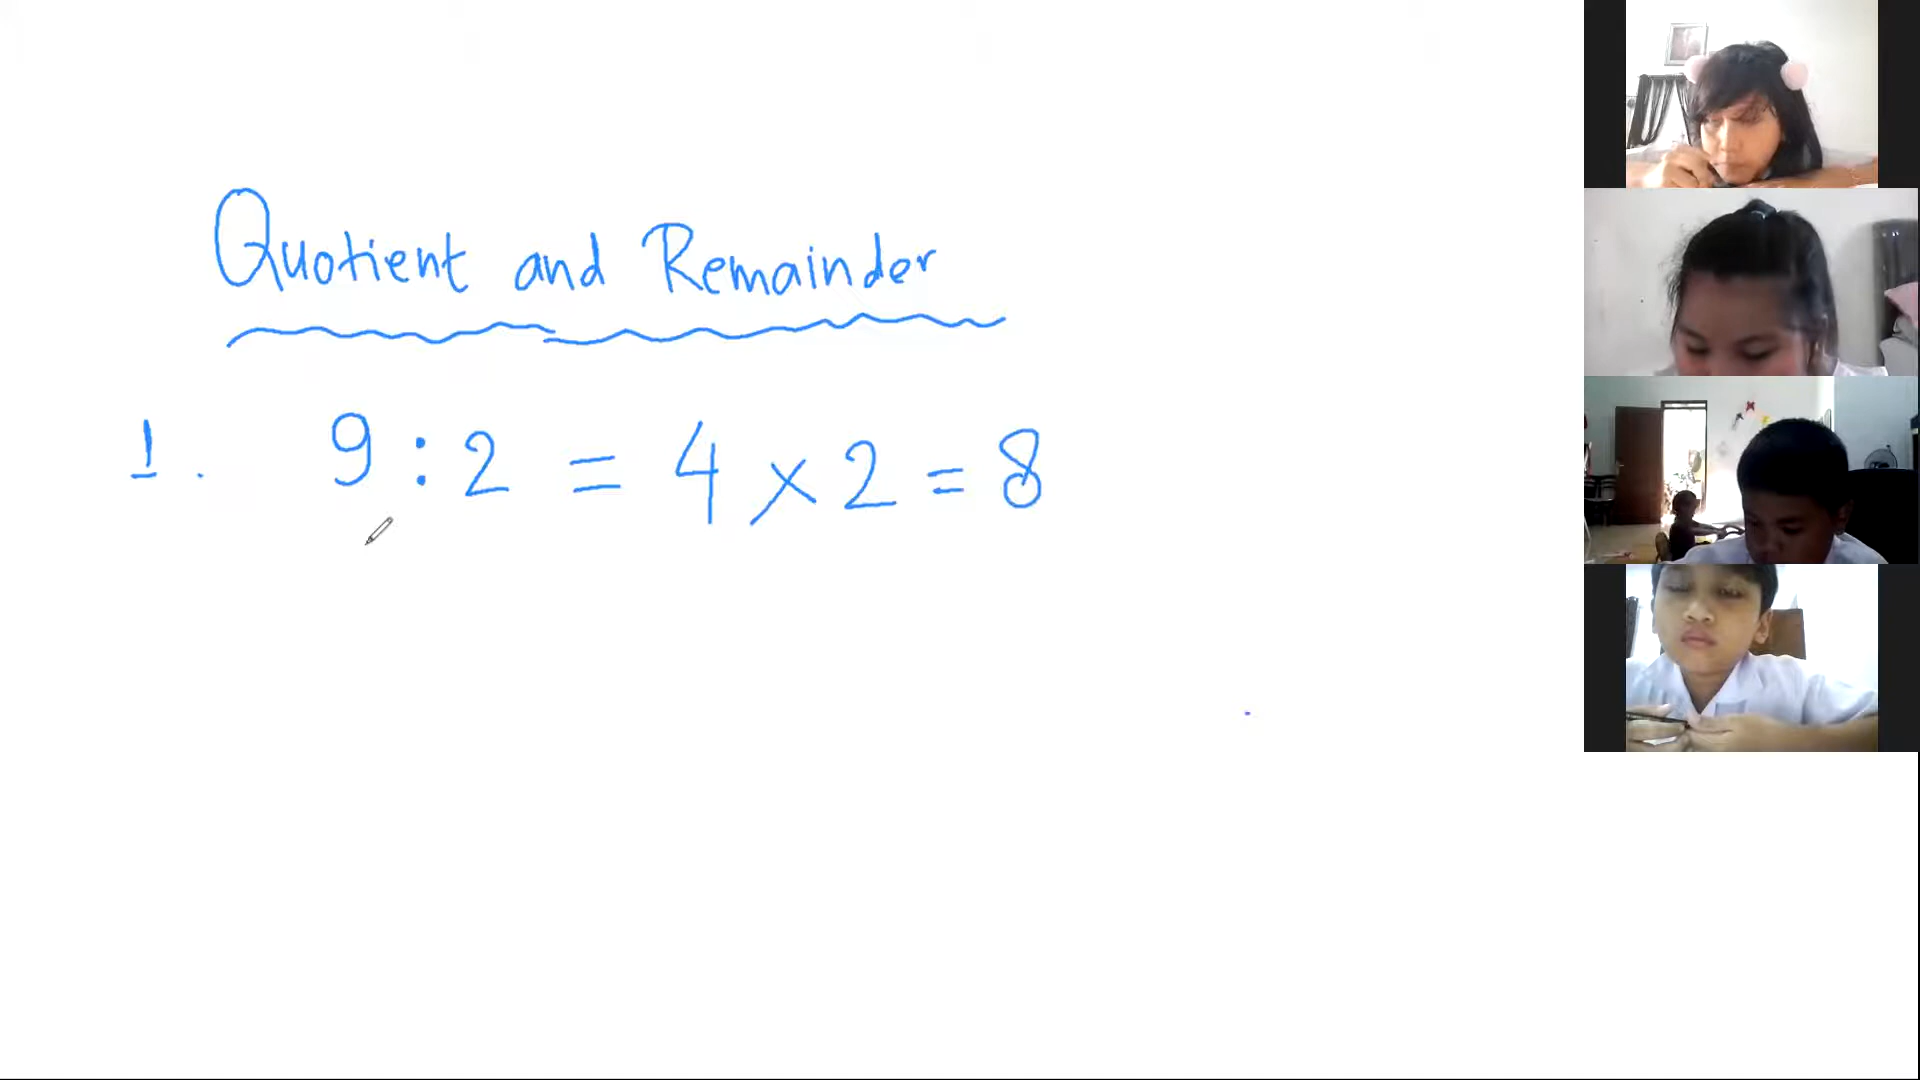 Quotient and Remainder
1. 9 : 2 = 4 × 2 = 8